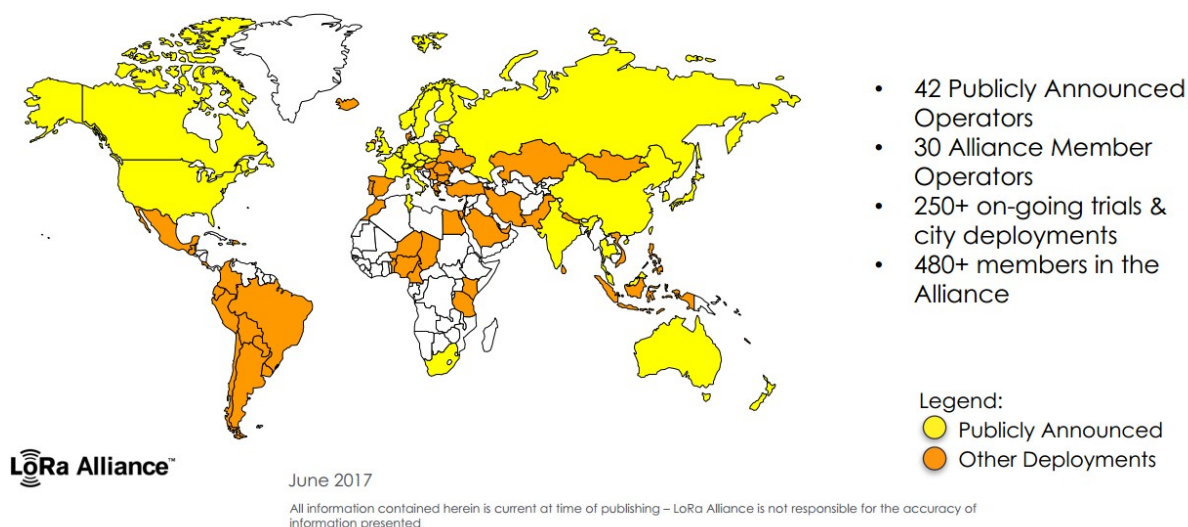 • 42 Publicly Announced
Operators
• 30 Alliance Member
Operators
• 250+ on-going trials &
city deployments
• 480+ members in the
Alliance
Legend:
Publicly Announced
Other Deployments
LoRa Alliance™
June 2017
All information contained herein is current at time of publishing – LoRa Alliance is not responsible for the accuracy of
information presented